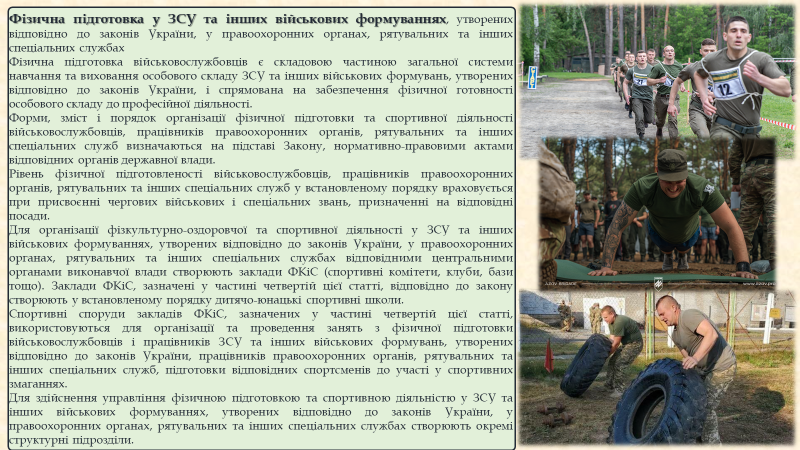 Фізична підготовка у ЗСУ та інших військових формуваннях, утворених
відповідно до законів України, у правоохоронних органах, рятувальних та інших
спеціальних службах
Фізична підготовка військовослужбовців є складовою частиною загальної системи
навчання та виховання особового складу ЗСУ та інших військових формувань, утворених
відповідно до законів України, і спрямована на забезпечення фізичної готовності
особового складу до професійної діяльності.
Форми, зміст і порядок організації фізичної підготовки та спортивної діяльності
військовослужбовців, працівників правоохоронних органів, рятувальних та інших
спеціальних служб визначаються на підставі Закону, нормативно-правовими актами
відповідних органів державної влади.
Рівень фізичної підготовленості військовослужбовців, працівників правоохоронних
органів, рятувальних та інших спеціальних служб у встановленому порядку враховується
при присвоєнні чергових військових і спеціальних звань, призначенні на відповідні
посади.
Для організації фізкультурно-оздоровчої та спортивної діяльності у ЗСУ та інших
військових формуваннях, утворених відповідно до законів України, у правоохоронних
органах, рятувальних та інших спеціальних службах відповідними центральними
органами виконавчої влади створюють заклади ФКіС (спортивні комітети, клуби, бази
тощо). Заклади ФКіС, зазначені у частині четвертій цієї статті, відповідно до закону
створюють у встановленому порядку дитячо-юнацькі спортивні школи.
Спортивні споруди закладів ФКіС, зазначених у частині четвертій цієї статті,
використовуються для організації та проведення занять з фізичної підготовки
військовослужбовців і працівників ЗСУ та інших військових формувань, утворених
відповідно до законів України, працівників правоохоронних органів, рятувальних та
інших спеціальних служб, підготовки відповідних спортсменів до участі у спортивних
змаганнях.
Для здійснення управління фізичною підготовкою та спортивною діяльністю у ЗСУ та
інших військових формуваннях, утворених відповідно до законів України, у
правоохоронних органах, рятувальних та інших спеціальних службах створюють окремі
структурні підрозділи.
12